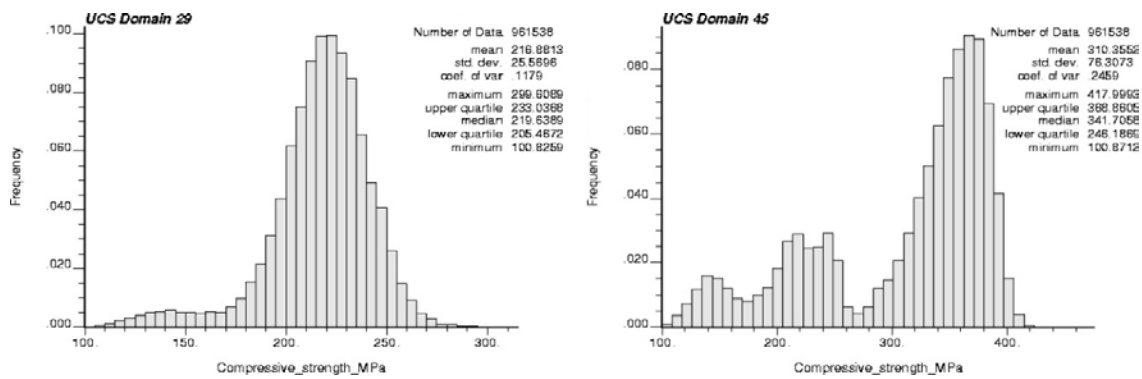 UCS Domain 29
Number of Data 961538
mean 216.8813
std. dev. 25.5696
coef. of var .1179
maximum 299.6089
upper quartile 233.0368
median 219.6389
lower quartile 205.4672
minimum 100.8259
Frequency
.100
.080
.060
.040
.020
.000
100. 150. 200. 250. 300.
Compressive_strength_MPa
UCS Domain 45
Number of Data 961538
mean 310.3552
std. dev. 76.3073
coef. of var .2459
maximum 417.9993
upper quartile 368.8605
median 341.7058
lower quartile 246.1869
minimum 100.8712
Frequency
.080
.060
.040
.020
.000
100. 200. 300. 400.
Compressive_strength_MPa